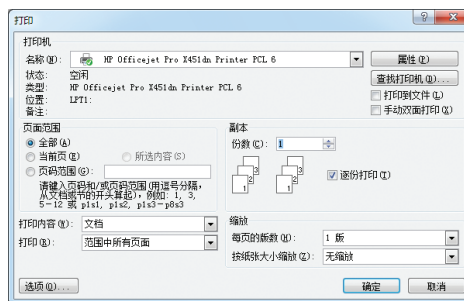 打印
打印机
名称(N): HP Officejet Pro X451dn Printer PCL 6 属性(P)
状态: 空闲 查找打印机(D)...
类型: HP Officejet Pro X451dn Printer PCL 6
位置: LPT1: 打印到文件(L)
备注: 手动双面打印(X)
页面范围 副本
全部(A) 份数(C): 1
当前页(E) 所选内容(S)
页码范围(G): 逐份打印(T)
请键入页码和/或页码范围(用逗号分隔,
从文档或节的开头算起),例如: 1, 3,
5-12 或 p1s1, p1s2, p1s3-p8s3
打印内容(W): 文档 缩放
打印(R): 范围中所有页面 每页的版数(H): 1 版
按纸张大小缩放(Z): 无缩放
选项(O)... 确定 取消